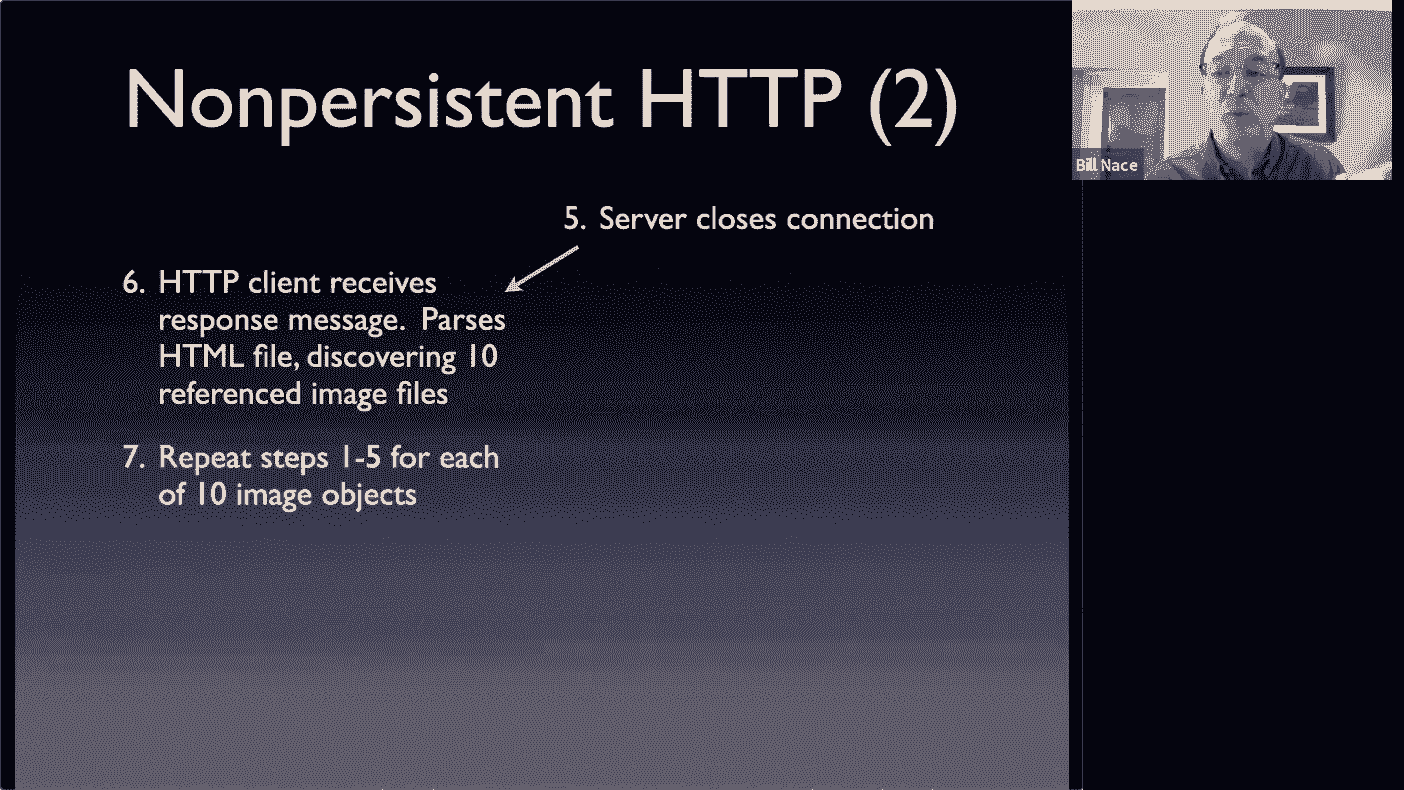 Nonpersistent HTTP (2)
Bill Nace
5. Server closes connection
6. HTTP client receives
response message. Parses
HTML file, discovering 10
referenced image files
7. Repeat steps 1-5 for each
of 10 image objects